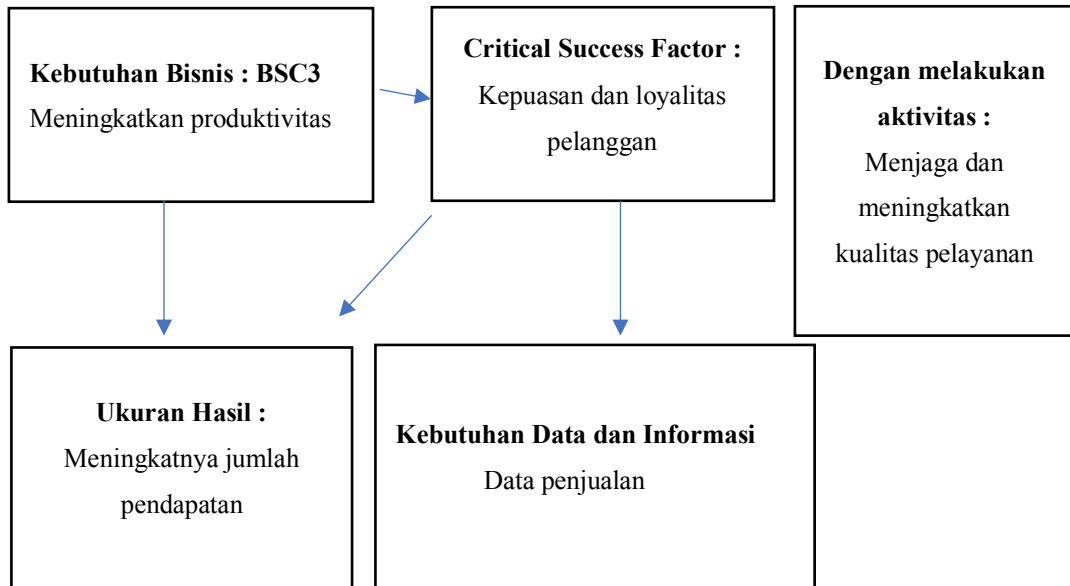 Kebutuhan Bisnis : BSC3
Meningkatkan produktivitas
Critical Success Factor :
Kepuasan dan loyalitas
pelanggan
Dengan melakukan
aktivitas :
Menjaga dan
meningkatkan
kualitas pelayanan
Ukuran Hasil :
Meningkatnya jumlah
pendapatan
Kebutuhan Data dan Informasi
Data penjualan